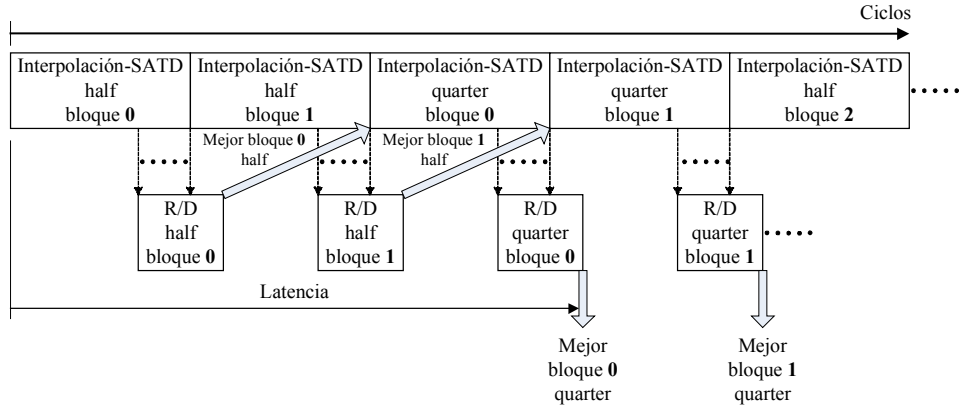 Ciclos
Interpolación-SATD
half
bloque 0
Interpolación-SATD
half
bloque 1
Interpolación-SATD
quarter
bloque 0
Interpolación-SATD
quarter
bloque 1
Interpolación-SATD
half
bloque 2
Mejor bloque 0
half
Mejor bloque 1
half
R/D
half
bloque 0
R/D
half
bloque 1
R/D
quarter
bloque 0
R/D
quarter
bloque 1
Latencia
Mejor
bloque 0
quarter
Mejor
bloque 1
quarter